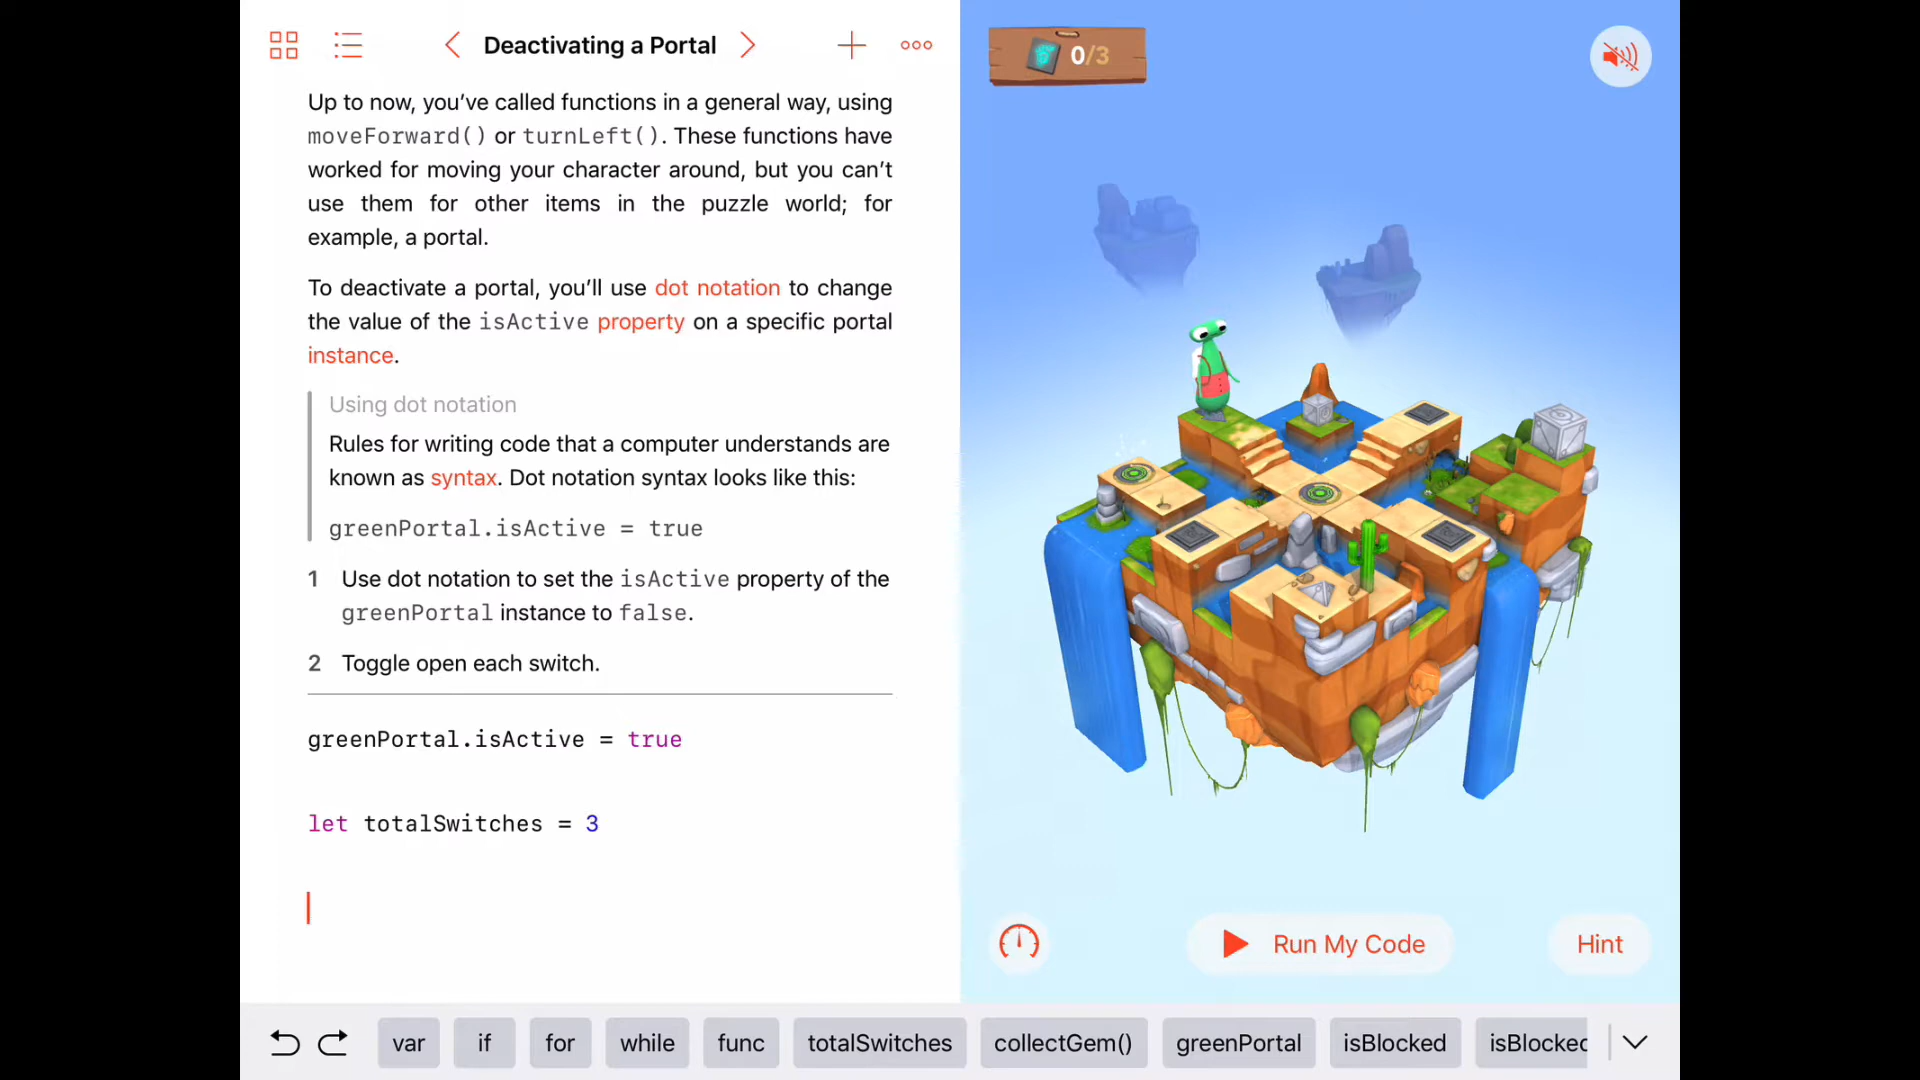 Deactivating a Portal
Up to now, you’ve called functions in a general way, using
moveForward() or turnLeft(). These functions have
worked for moving your character around, but you can’t
use them for other items in the puzzle world; for
example, a portal.
To deactivate a portal, you’ll use dot notation to change
the value of the isActive property on a specific portal
instance.
Using dot notation
Rules for writing code that a computer understands are
known as syntax. Dot notation syntax looks like this:
greenPortal.isActive = true
1 Use dot notation to set the isActive property of the
greenPortal instance to false.
2 Toggle open each switch.
greenPortal.isActive = true
let totalSwitches = 3
0/3
Run My Code
Hint
var if for while func totalSwitches collectGem() greenPortal isBlocked isBlocked